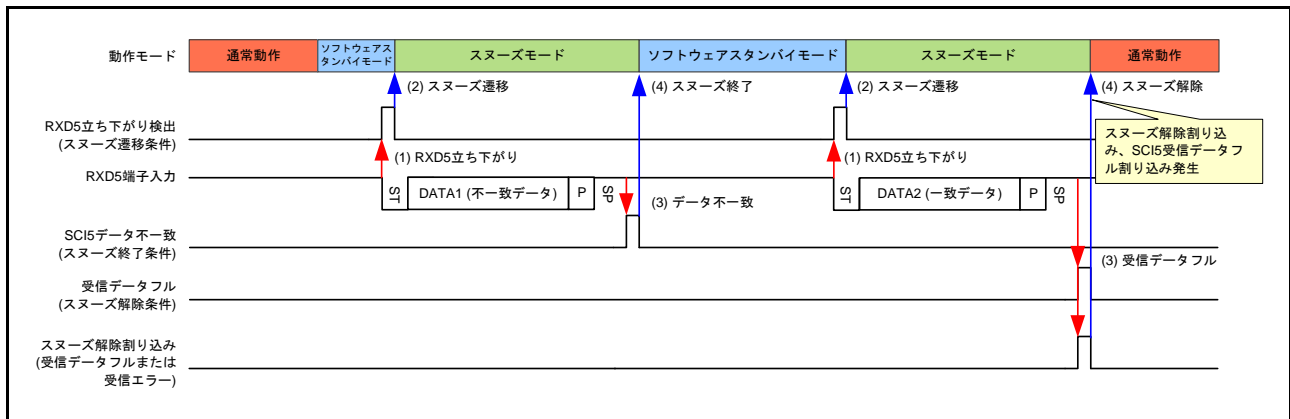 動作モード
通常動作
ソフトウェアス
タンバイモード
スヌーズモード
ソフトウェアスタンバイモード
スヌーズモード
通常動作
(2) スヌーズ遷移
(4) スヌーズ終了
(2) スヌーズ遷移
(4) スヌーズ解除
RXD5立ち下がり検出
(スヌーズ遷移条件)
スヌーズ解除割り込
み、SCI5受信データフ
ル割り込み発生
(1) RXD5立ち下がり
(1) RXD5立ち下がり
RXD5端子入力
ST
DATA1 (不一致データ)
P
SP
ST
DATA2 (一致データ)
P
SP
(3) データ不一致
SCI5データ不一致
(スヌーズ終了条件)
(3) 受信データフル
受信データフル
(スヌーズ解除条件)
スヌーズ解除割り込み
(受信データフルまたは
受信エラー)